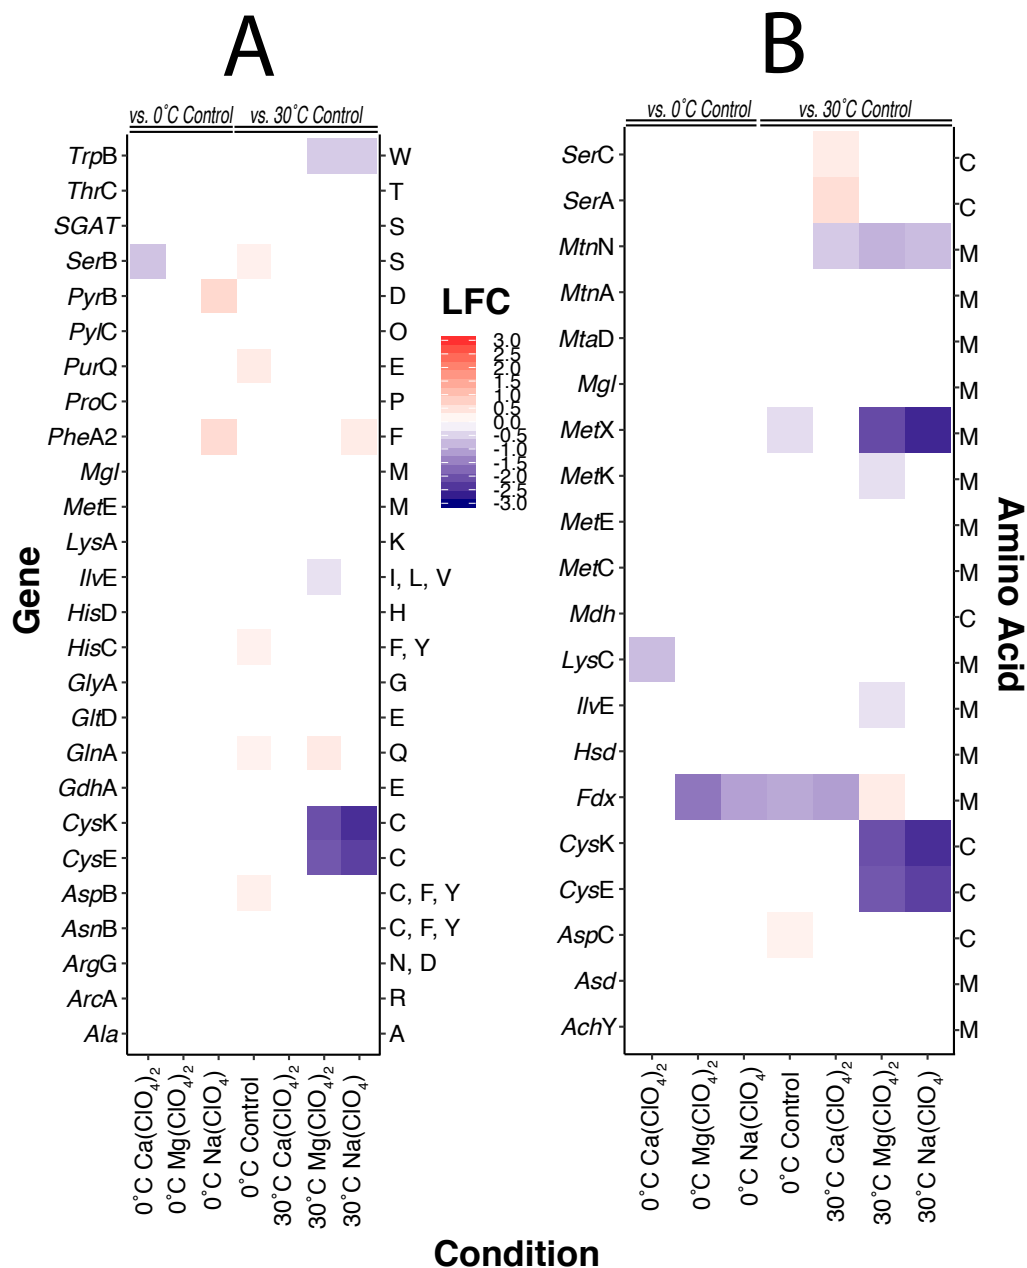 A
B
vs. 0°C Control
vs. 30°C Control
vs. 0°C Control
vs. 30°C Control
TrpB
W
ThrC
T
SGAT
S
SerB
S
PyrB
D
PylC
O
PurQ
E
ProC
P
PheA2
F
Mgl
M
MetE
M
LysA
K
IlvE
I, L, V
HisD
H
HisC
F, Y
GlyA
G
GltD
E
GlnA
Q
GdhA
E
CysK
C
CysE
C
AspB
C, F, Y
AsnB
C, F, Y
ArgG
N, D
ArcA
R
Ala
A
Gene
LFC
3.0
2.5
2.0
1.5
1.0
0.5
0.0
-0.5
-1.0
-1.5
-2.0
-2.5
-3.0
SerC
C
SerA
C
MtnN
M
MtnA
M
MtaD
M
Mgl
M
MetX
M
MetK
M
MetE
M
MetC
M
Mdh
C
LysC
M
IlvE
M
Hsd
M
Fdx
M
CysK
C
CysE
C
AspC
C
Asd
M
AchY
M
Amino Acid
0°C Ca(ClO4)2
0°C Mg(ClO4)2
0°C Na(ClO4)
0°C Control
30°C Ca(ClO4)2
30°C Mg(ClO4)2
30°C Na(ClO4)
0°C Ca(ClO4)2
0°C Mg(ClO4)2
0°C Na(ClO4)
0°C Control
30°C Ca(ClO4)2
30°C Mg(ClO4)2
30°C Na(ClO4)
Condition